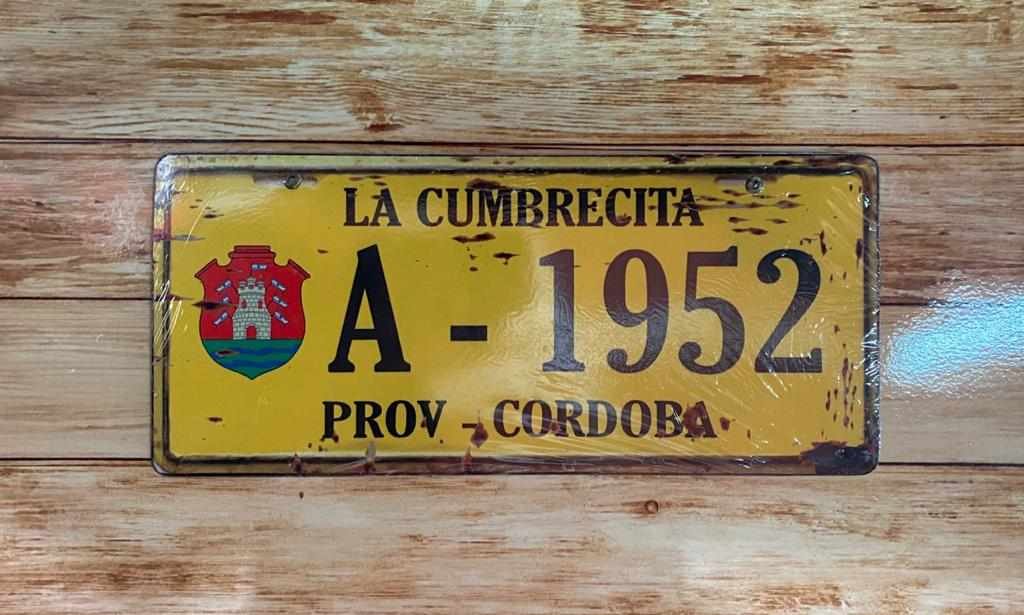 LA CUMBRECITA
A - 1952
PROV - CORDOBA